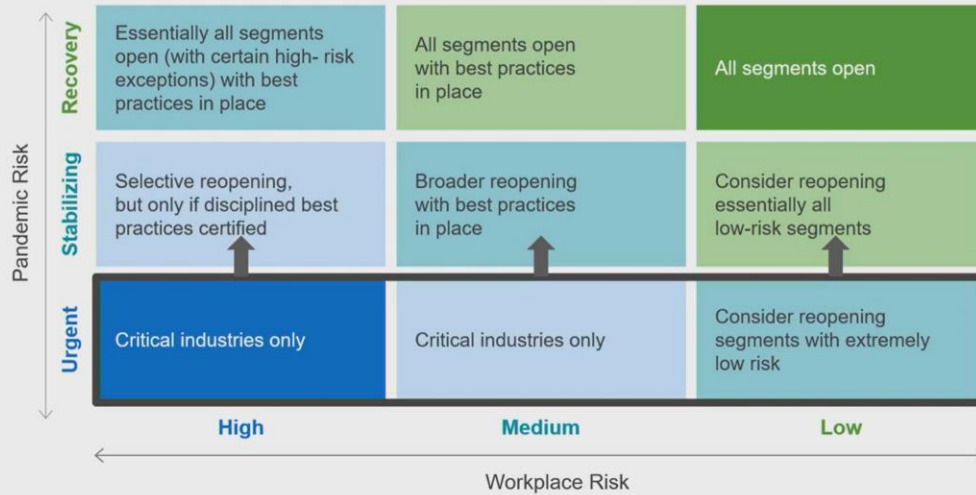 Pandemic Risk
Recovery
Essentially all segments
open (with certain high- risk
exceptions) with best
practices in place
All segments open
with best practices
in place
All segments open
Stabilizing
Selective reopening,
but only if disciplined best
practices certified
Broader reopening
with best practices
in place
Consider reopening
essentially all
low-risk segments
Urgent
Critical industries only
Critical industries only
Consider reopening
segments with extremely
low risk
High
Medium
Low
Workplace Risk